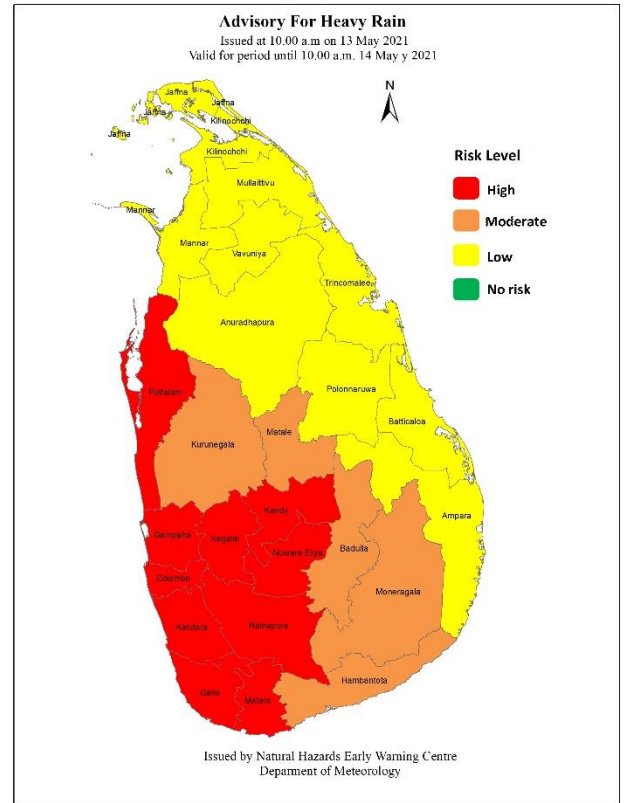 Advisory For Heavy Rain
Issued at 10.00 a.m on 13 May 2021
Valid for period until 10.00 a.m. 14 May y 2021
N
Jaffna
Jaffna
Jaffna
Jaffna
Kilinochchi
Kilinochchi
Mullaittivu
Risk Level
High
Moderate
Low
No risk
Mannar
Mannar
Vavuniya
Trincomalee
Anuradhapura
Puttalam
Polonnaruwa
Batticaloa
Kurunegala
Matale
Kandy
Ampara
Gampaha
Kegalle
Nuwara Eliya
Badulla
Colombo
Moneragala
Kalutara
Ratnapura
Hambantota
Galle
Matara
Issued by Natural Hazards Early Warning Centre
Deparment of Meteorology